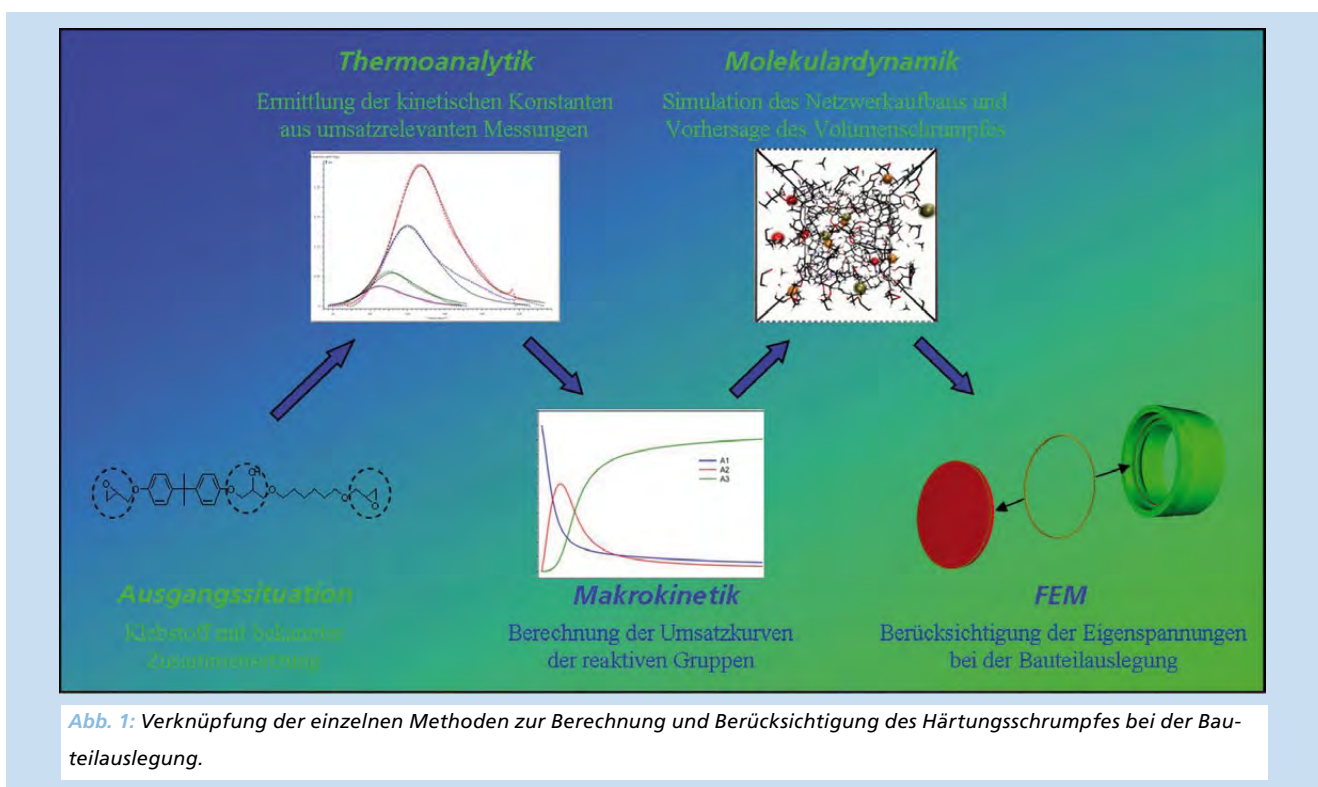 Thermoanalytik
Ermittlung der kinetischen Konstanten
aus umsatzrelevanten Messungen
Molekulardynamik
Simulation des Netzwerkaufbaus und
Vorhersage des Volumenschrumpfes
A1
A2
A3
O
O
OH
O
O
O
O
Ausgangssituation
Klebstoff mit bekannter
Zusammensetzung
Makrokinetik
Berechnung der Umsatzkurven
der reaktiven Gruppen
FEM
Berücksichtigung der Eigenspannungen
bei der Bauteilauslegung
Abb. 1: Verknüpfung der einzelnen Methoden zur Berechnung und Berücksichtigung des Härtungsschrumpfes bei der Bau-
teilauslegung.